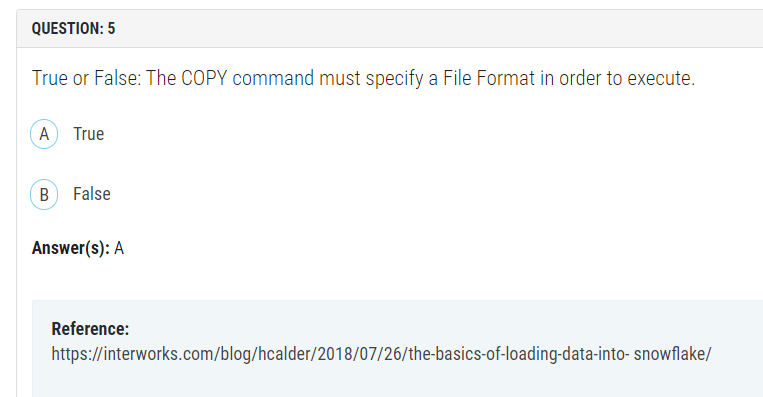 QUESTION: 5
True or False: The COPY command must specify a File Format in order to execute.
A True
B False
Answer(s): A
Reference:
https://interworks.com/blog/hcalder/2018/07/26/the-basics-of-loading-data-into- snowflake/